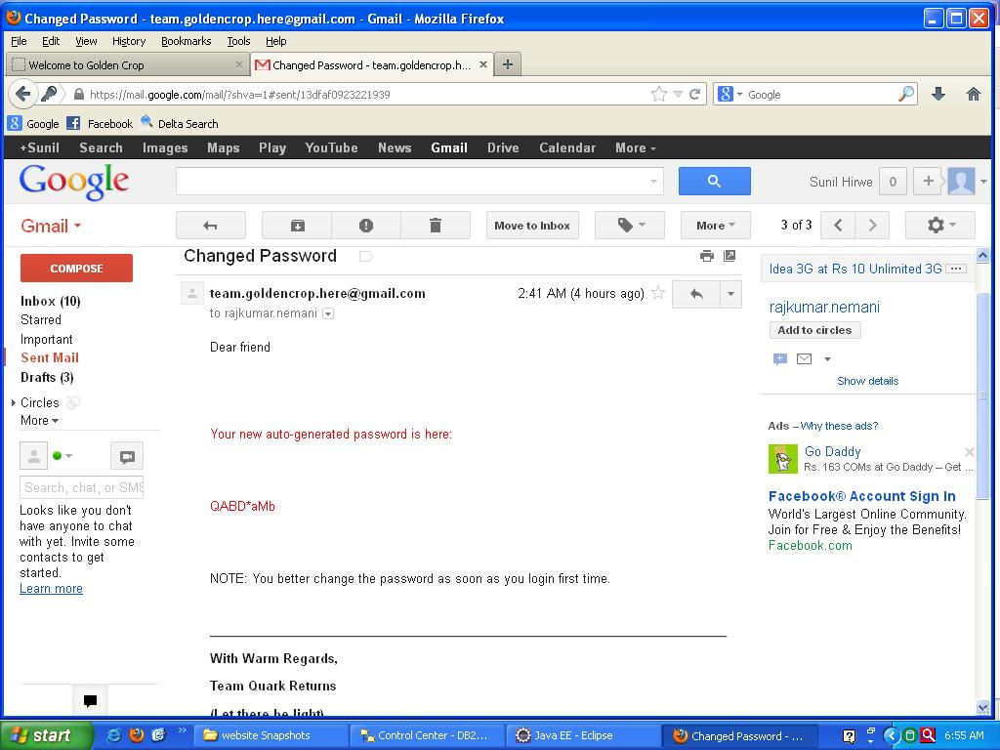 Changed Password - team.goldencrop.here@gmail.com - Gmail - Mozilla Firefox
File Edit View History Bookmarks Tools Help
Welcome to Golden Crop
Changed Password - team.goldencrop.h...
https://mail.google.com/mail/?shva=1#sent/13dfaf0923221939
Google
Google Facebook Delta Search
+Sunil Search Images Maps Play YouTube News Gmail Drive Calendar More
Google
Sunil Hirwe 0 +
Gmail
Move to Inbox
More
3 of 3
Changed Password
COMPOSE
Inbox (10)
Starred
Important
Sent Mail
Drafts (3)
Circles
More
Search, chat, or SMS
Looks like you don't
have anyone to chat
with yet. Invite some
contacts to get
started.
Learn more
team.goldencrop.here@gmail.com
2:41 AM (4 hours ago)
to rajkumar.nemani
Dear friend
Your new auto-generated password is here:
QABD*aMb
NOTE: You better change the password as soon as you login first time.
With Warm Regards,
Team Quark Returns
(Let there be light)
Idea 3G at Rs 10 Unlimited 3G
rajkumar.nemani
Add to circles
Show details
Ads – Why these ads?
Go Daddy
Rs. 163 COMs at Go Daddy – Get ...
Facebook® Account Sign In
World's Largest Online Community.
Join for Free & Enjoy the Benefits!
Facebook.com
start
website Snapshots
Control Center - DB2...
Java EE - Eclipse
Changed Password - ...
6:55 AM